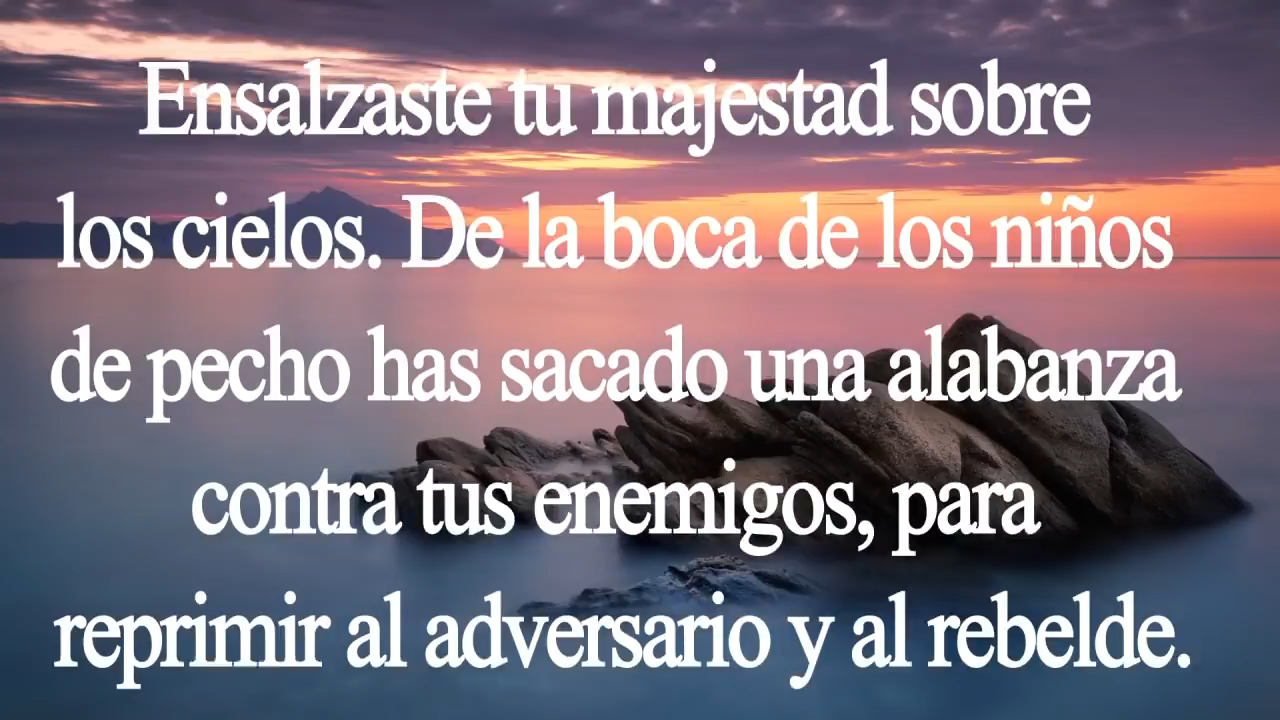 Ensalzaste tu majestad sobre
los cielos. De la boca de los niños
de pecho has sacado una alabanza
contra tus enemigos, para
reprimir al adversario y al rebelde.